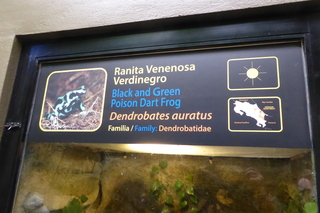 Ranita Venenosa
Verdinegro
Black and Green
Poison Dart Frog
Dendrobates auratus
Familia / Family: Dendrobatidae